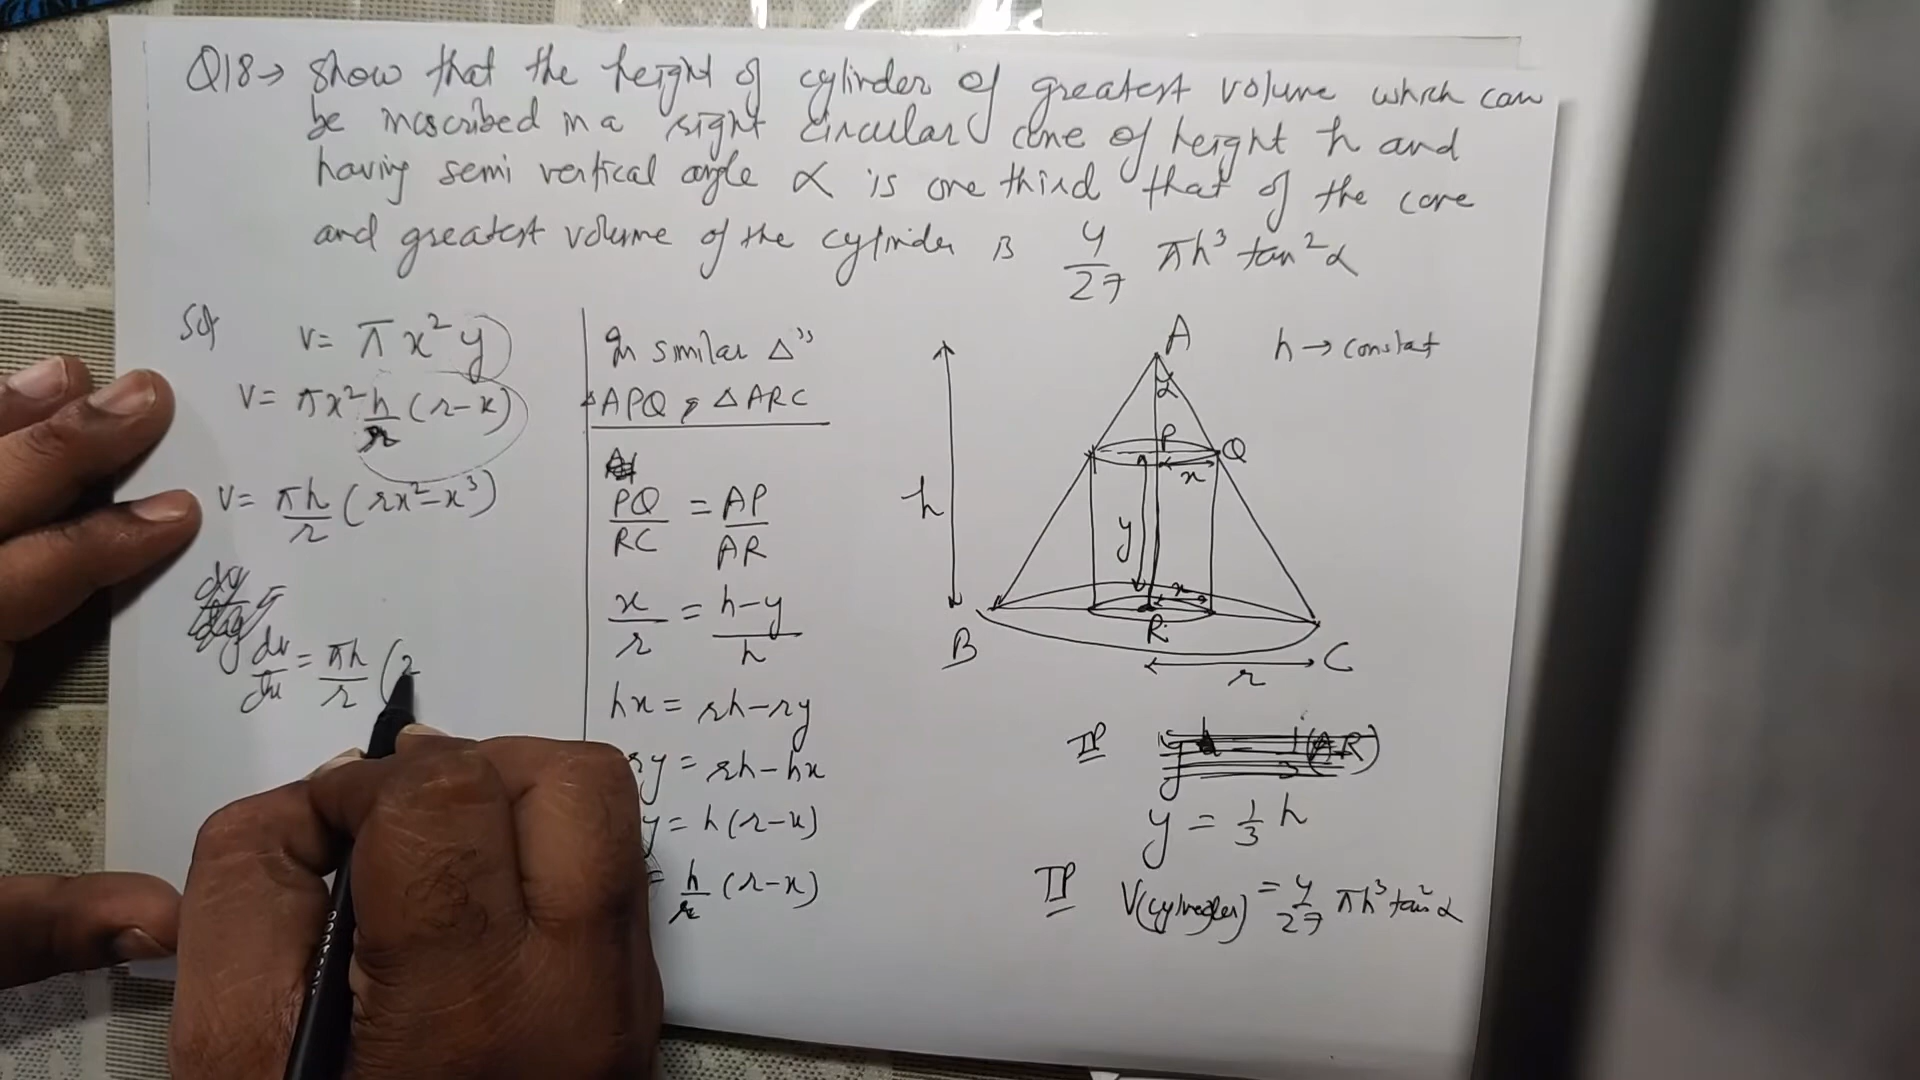 Q18→ Show that the height of cylinder of greatest volume which can
be inscribed in a right circular cone of height h and
having semi vertical angle α is one third that of the cone
and greatest volume of the cylinder is 4/27 πh³ tan²α
Sol
V = πx²y
V = πx² h/r (r-x)
V = πh/r (rx²-x³)
dv/dx = πh/r (2
In similar Δ's
ΔAPQ & ΔARC
PQ/RC = AP/AR
x/r = h-y/h
hx = rh-ry
ry = rh-hx
y = h(r-x)
= h/r (r-x)
A
h → constat
α
P
Q
x
h
y
x
R
B
C
r
TP
y = 1/3 h
TP V(cylinder) = 4/27 πh³ tan²α